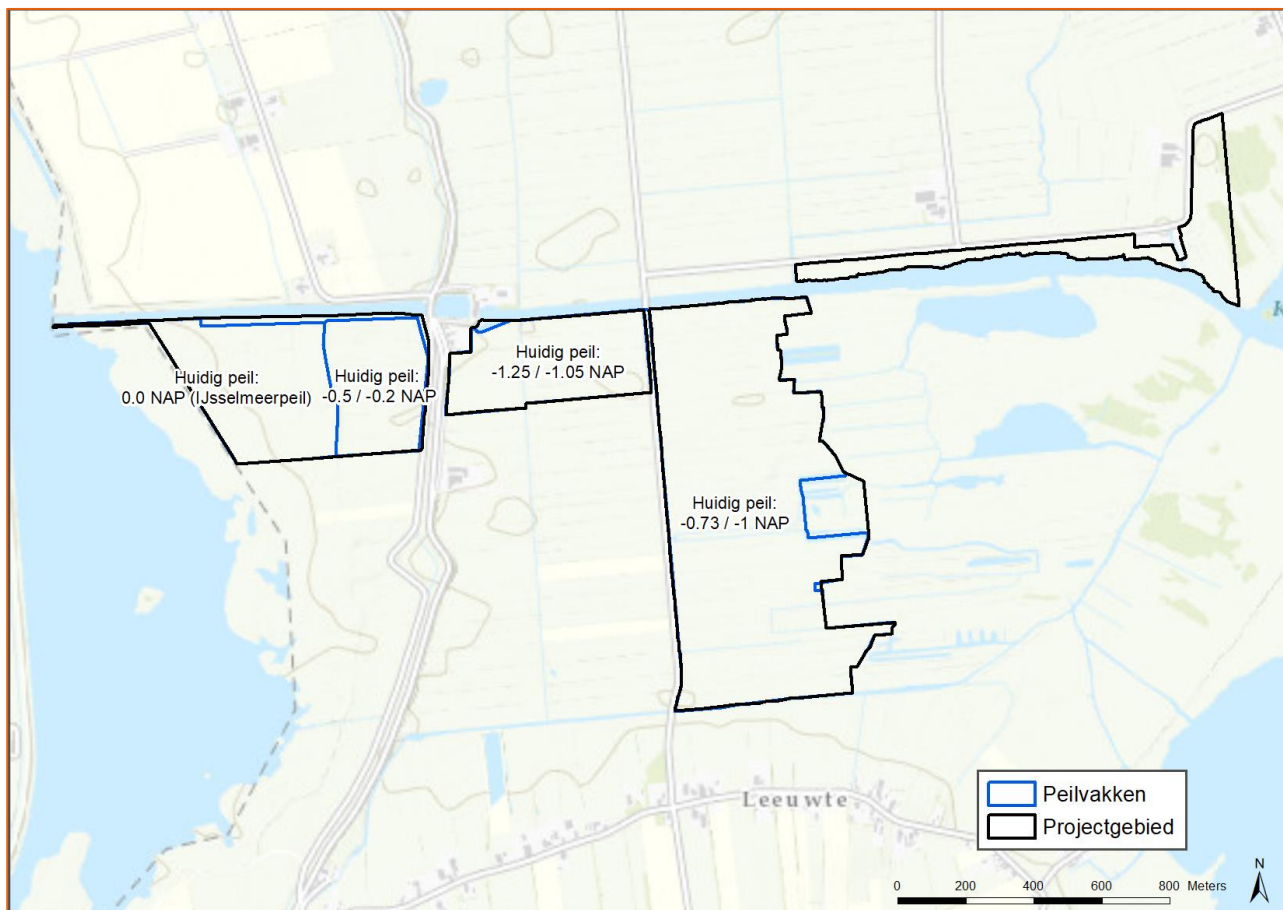 Huidig peil:
0.0 NAP (IJsselmeerpeil)
Huidig peil:
-0.5 / -0.2 NAP
Huidig peil:
-1.25 / -1.05 NAP
Huidig peil:
-0.73 / -1 NAP
K
Leeuwte
Peilvakken
Projectgebied
N
0 200 400 600 800 Meters